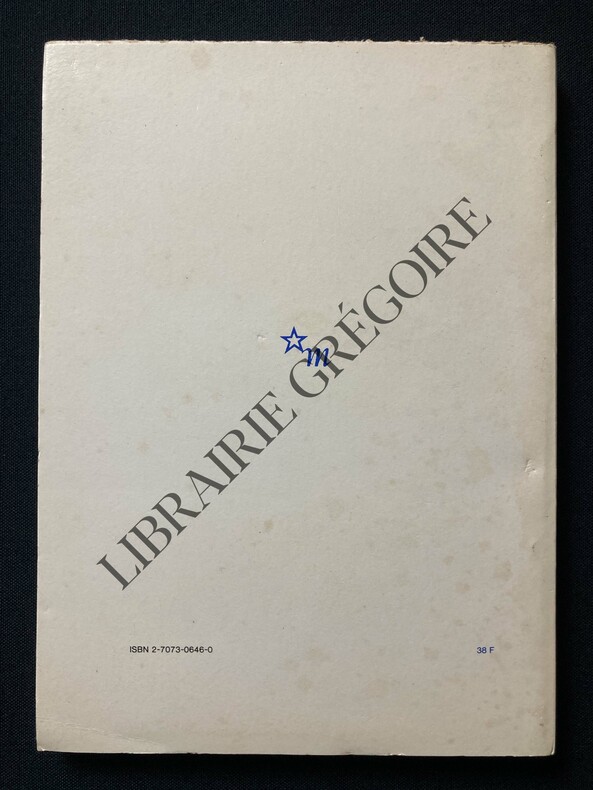 m
LIBRAIRIE GRÉGOIRE
ISBN 2-7073-0646-0
38 F